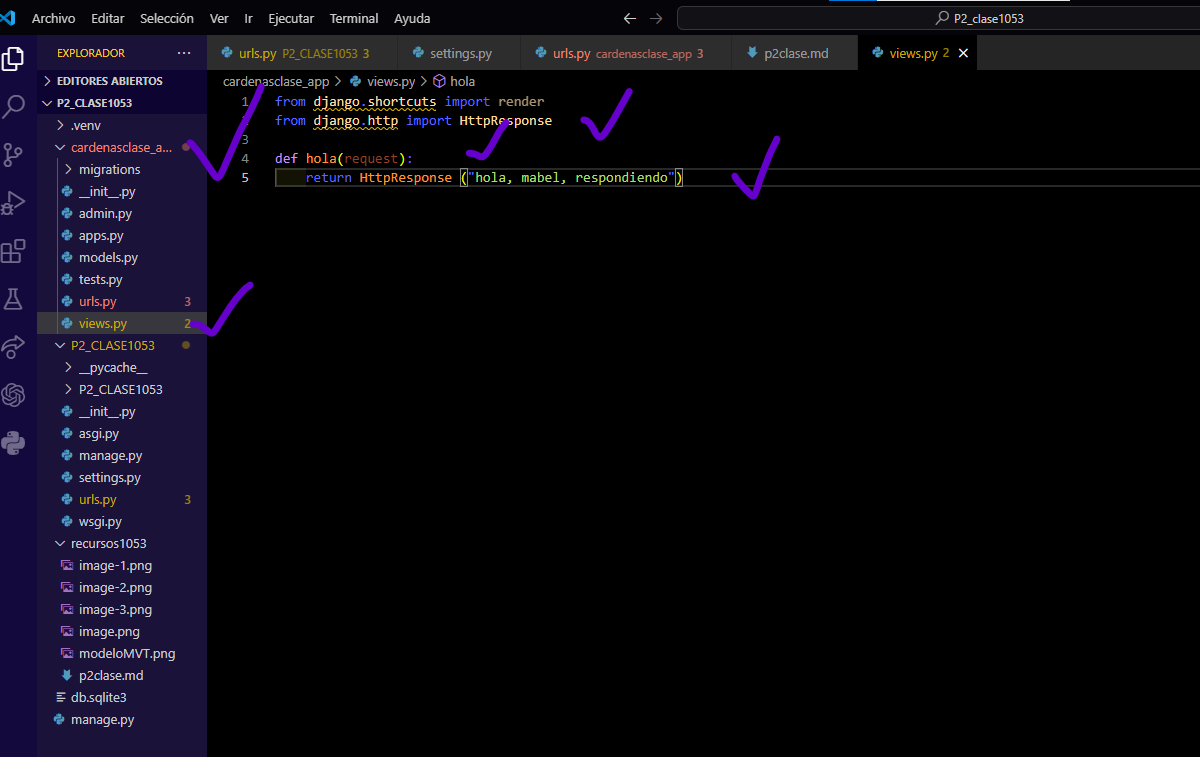 Archivo Editar Selección Ver Ir Ejecutar Terminal Ayuda
P2_clase1053
EXPLORADOR ...
urls.py P2_CLASE1053 3
settings.py
urls.py cardenasclase_app 3
p2clase.md
views.py 2
EDITORES ABIERTOS
P2_CLASE1053
.venv
cardenasclase_a...
migrations
__init__.py
admin.py
apps.py
models.py
tests.py
urls.py 3
views.py 2
P2_CLASE1053
__pycache__
P2_CLASE1053
__init__.py
asgi.py
manage.py
settings.py
urls.py 3
wsgi.py
recursos1053
image-1.png
image-2.png
image-3.png
image.png
modeloMVT.png
p2clase.md
db.sqlite3
manage.py
cardenasclase_app > views.py > hola
1 from django.shortcuts import render
2 from django.http import HttpResponse
3
4 def hola(request):
5 return HttpResponse ("hola, mabel, respondiendo")